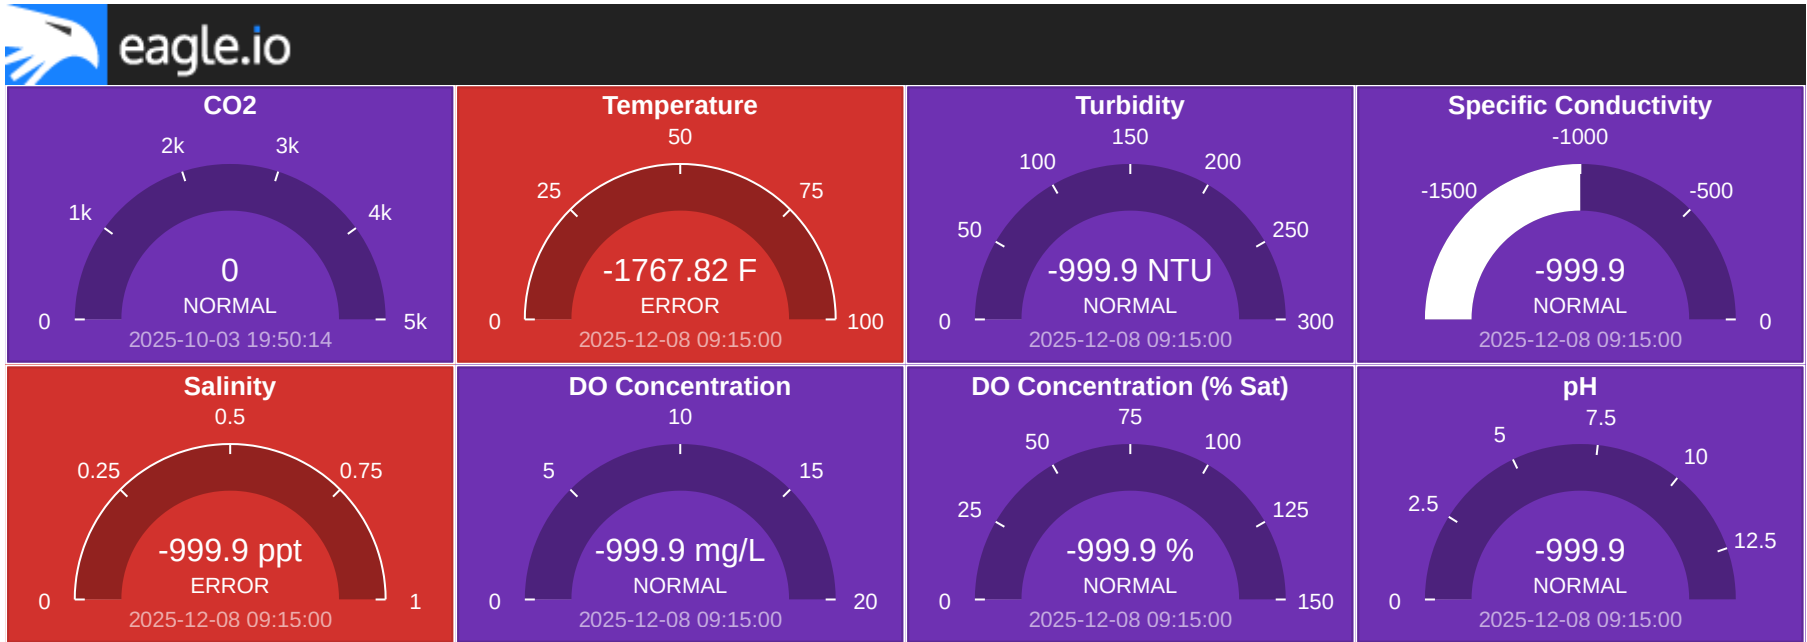 eagle.io
CO2
2k 3k
1k 4k
0
NORMAL
0 5k
2025-10-03 19:50:14
Temperature
50
25 75
-1767.82 F
ERROR
0 100
2025-12-08 09:15:00
Turbidity
150
100 200
50 250
-999.9 NTU
NORMAL
0 300
2025-12-08 09:15:00
Specific Conductivity
-1000
-1500 -500
-999.9
NORMAL
0
2025-12-08 09:15:00
Salinity
0.5
0.25 0.75
-999.9 ppt
ERROR
0 1
2025-12-08 09:15:00
DO Concentration
10
5 15
-999.9 mg/L
NORMAL
0 20
2025-12-08 09:15:00
DO Concentration (% Sat)
75
50 100
25 125
-999.9 %
NORMAL
0 150
2025-12-08 09:15:00
pH
7.5
5 10
2.5 12.5
-999.9
NORMAL
0
2025-12-08 09:15:00